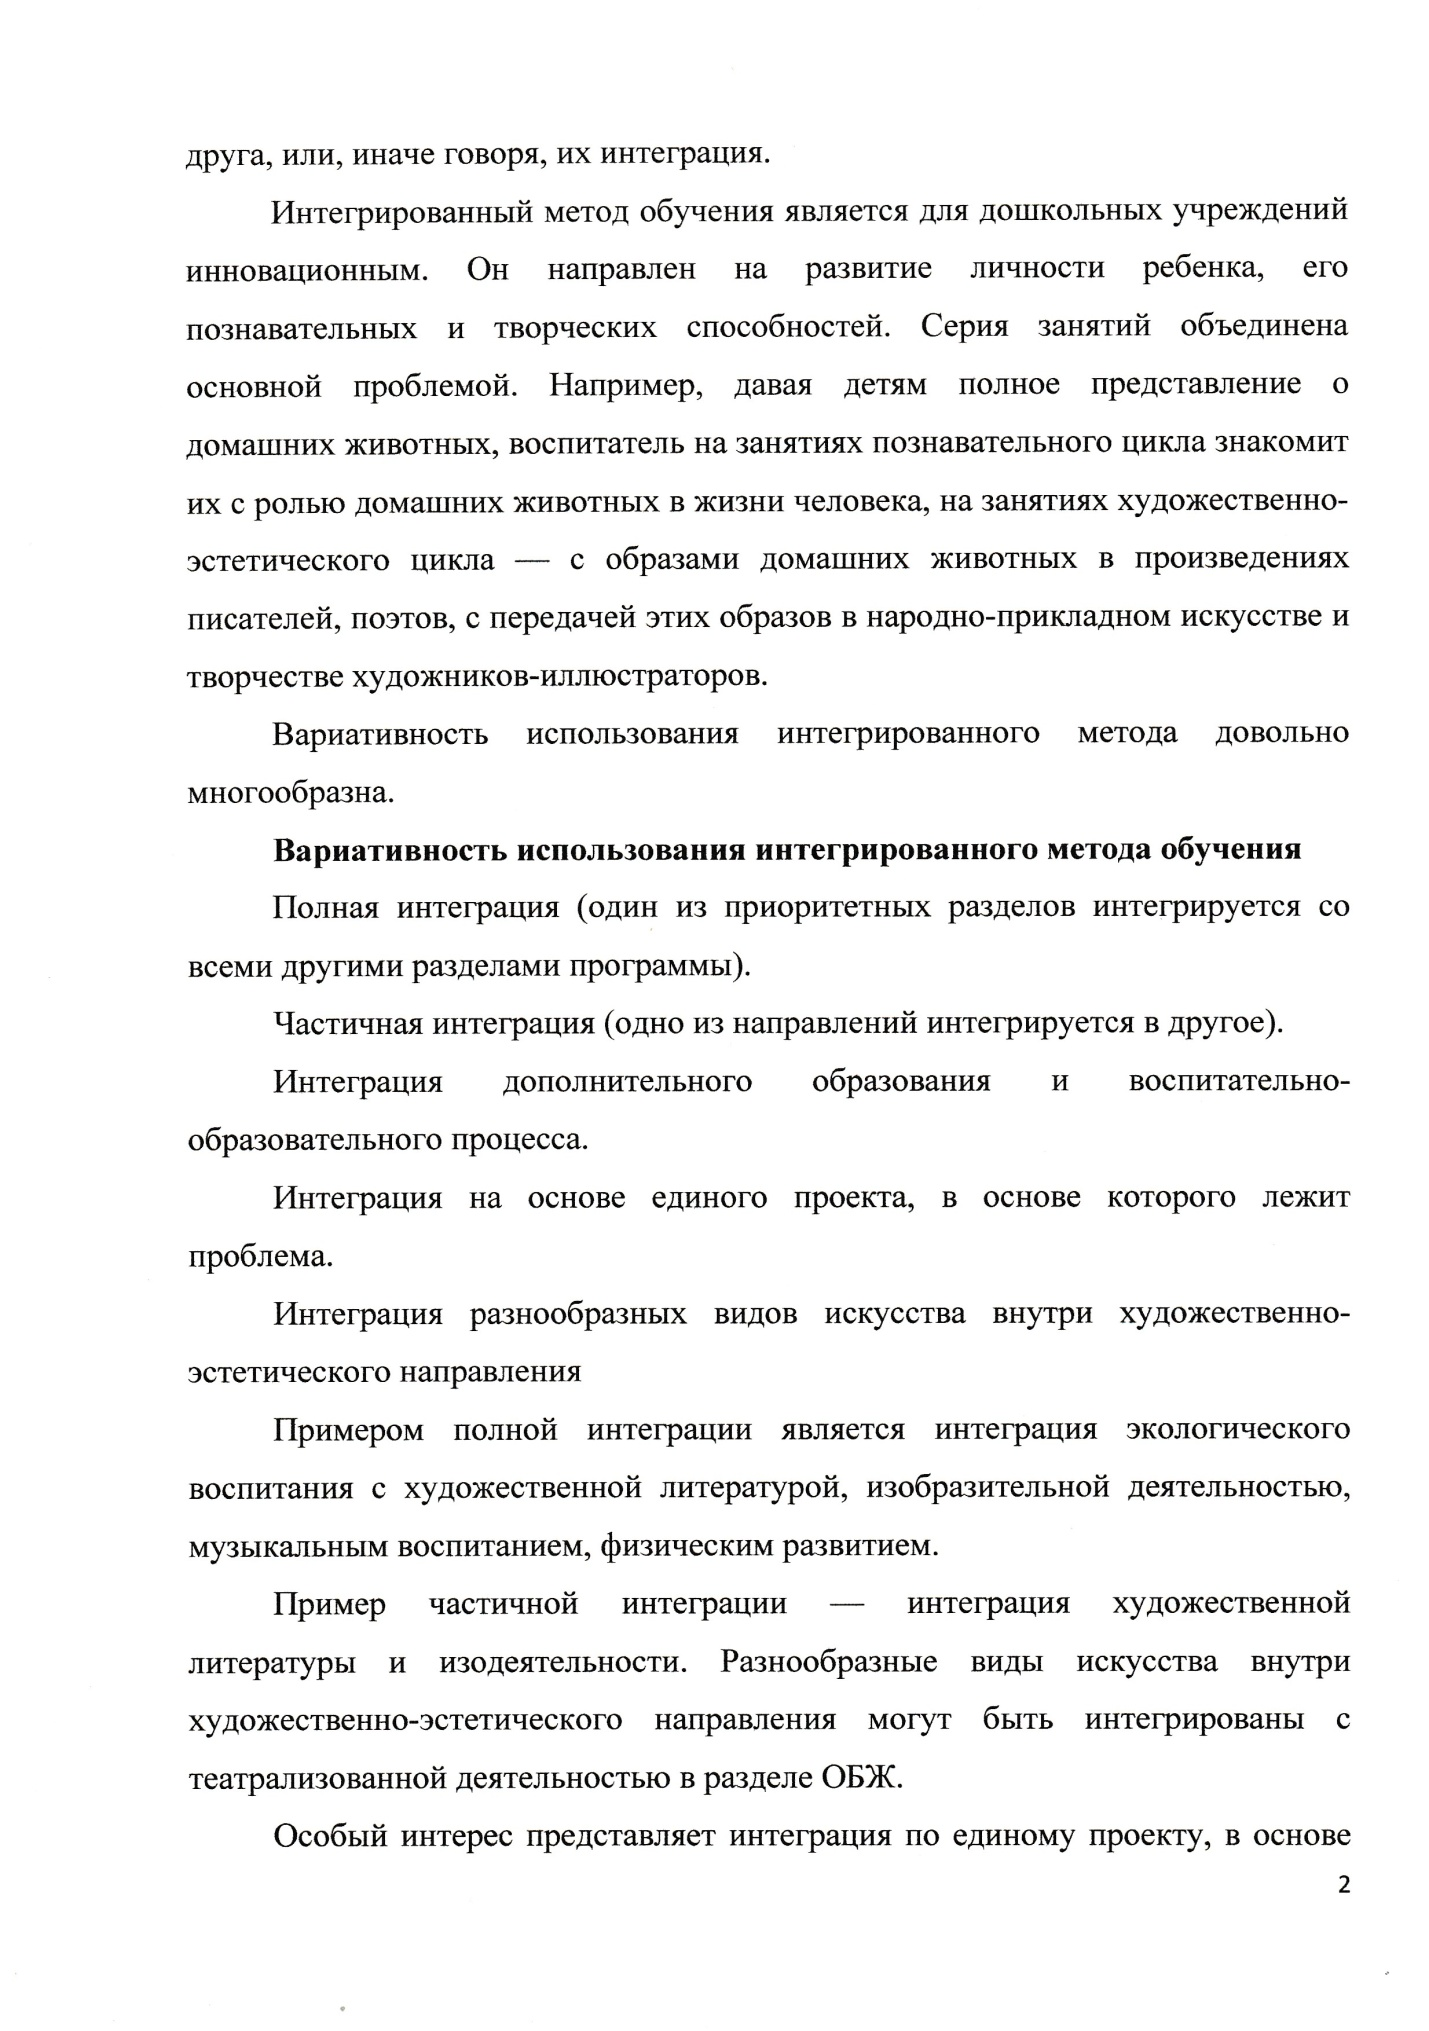 друга, или, иначе говоря, их интеграция.
Интегрированный метод обучения является для дошкольных учреждений
инновационным. Он направлен на развитие личности ребенка, его
познавательных и творческих способностей. Серия занятий объединена
основной проблемой. Например, давая детям полное представление о
домашних животных, воспитатель на занятиях познавательного цикла знакомит
их с ролью домашних животных в жизни человека, на занятиях художественно-
эстетического цикла — с образами домашних животных в произведениях
писателей, поэтов, с передачей этих образов в народно-прикладном искусстве и
творчестве художников-иллюстраторов.
Вариативность использования интегрированного метода довольно
многообразна.
Вариативность использования интегрированного метода обучения
Полная интеграция (один из приоритетных разделов интегрируется со
всеми другими разделами программы).
Частичная интеграция (одно из направлений интегрируется в другое).
Интеграция дополнительного образования и воспитательно-
образовательного процесса.
Интеграция на основе единого проекта, в основе которого лежит
проблема.
Интеграция разнообразных видов искусства внутри художественно-
эстетического направления
Примером полной интеграции является интеграция экологического
воспитания с художественной литературой, изобразительной деятельностью,
музыкальным воспитанием, физическим развитием.
Пример частичной интеграции — интеграция художественной
литературы и изодеятельности. Разнообразные виды искусства внутри
художественно-эстетического направления могут быть интегрированы с
театрализованной деятельностью в разделе ОБЖ.
Особый интерес представляет интеграция по единому проекту, в основе
2